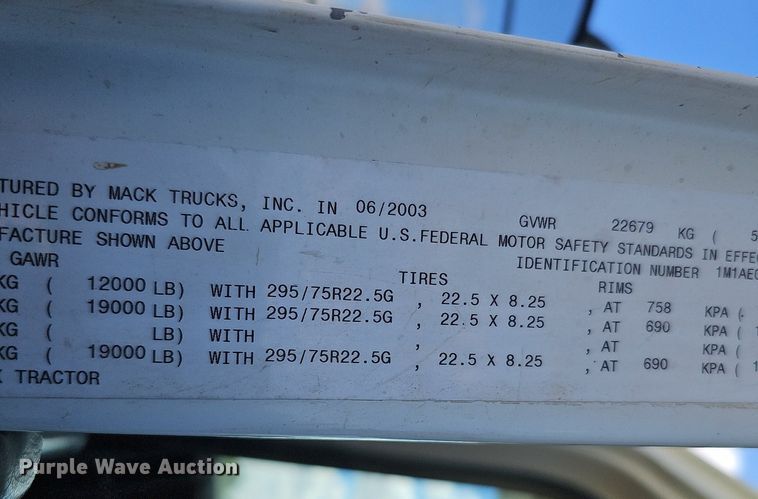 TURED BY MACK TRUCKS, INC. IN 06/2003 GVWR 22679 KG ( 5
HICLE CONFORMS TO ALL APPLICABLE U.S.FEDERAL MOTOR SAFETY STANDARDS IN EFFE
FACTURE SHOWN ABOVE IDENTIFICATION NUMBER 1M1AE0
GAWR TIRES RIMS
KG ( 12000 LB) WITH 295/75R22.5G , 22.5 X 8.25 , AT 758 KPA (
KG ( 19000 LB) WITH 295/75R22.5G , 22.5 X 8.25 , AT 690 KPA ( 1
KG ( LB) WITH , , AT KPA (
KG ( 19000 LB) WITH 295/75R22.5G , 22.5 X 8.25 , AT 690 KPA ( 1
TRACTOR
Purple Wave Auction